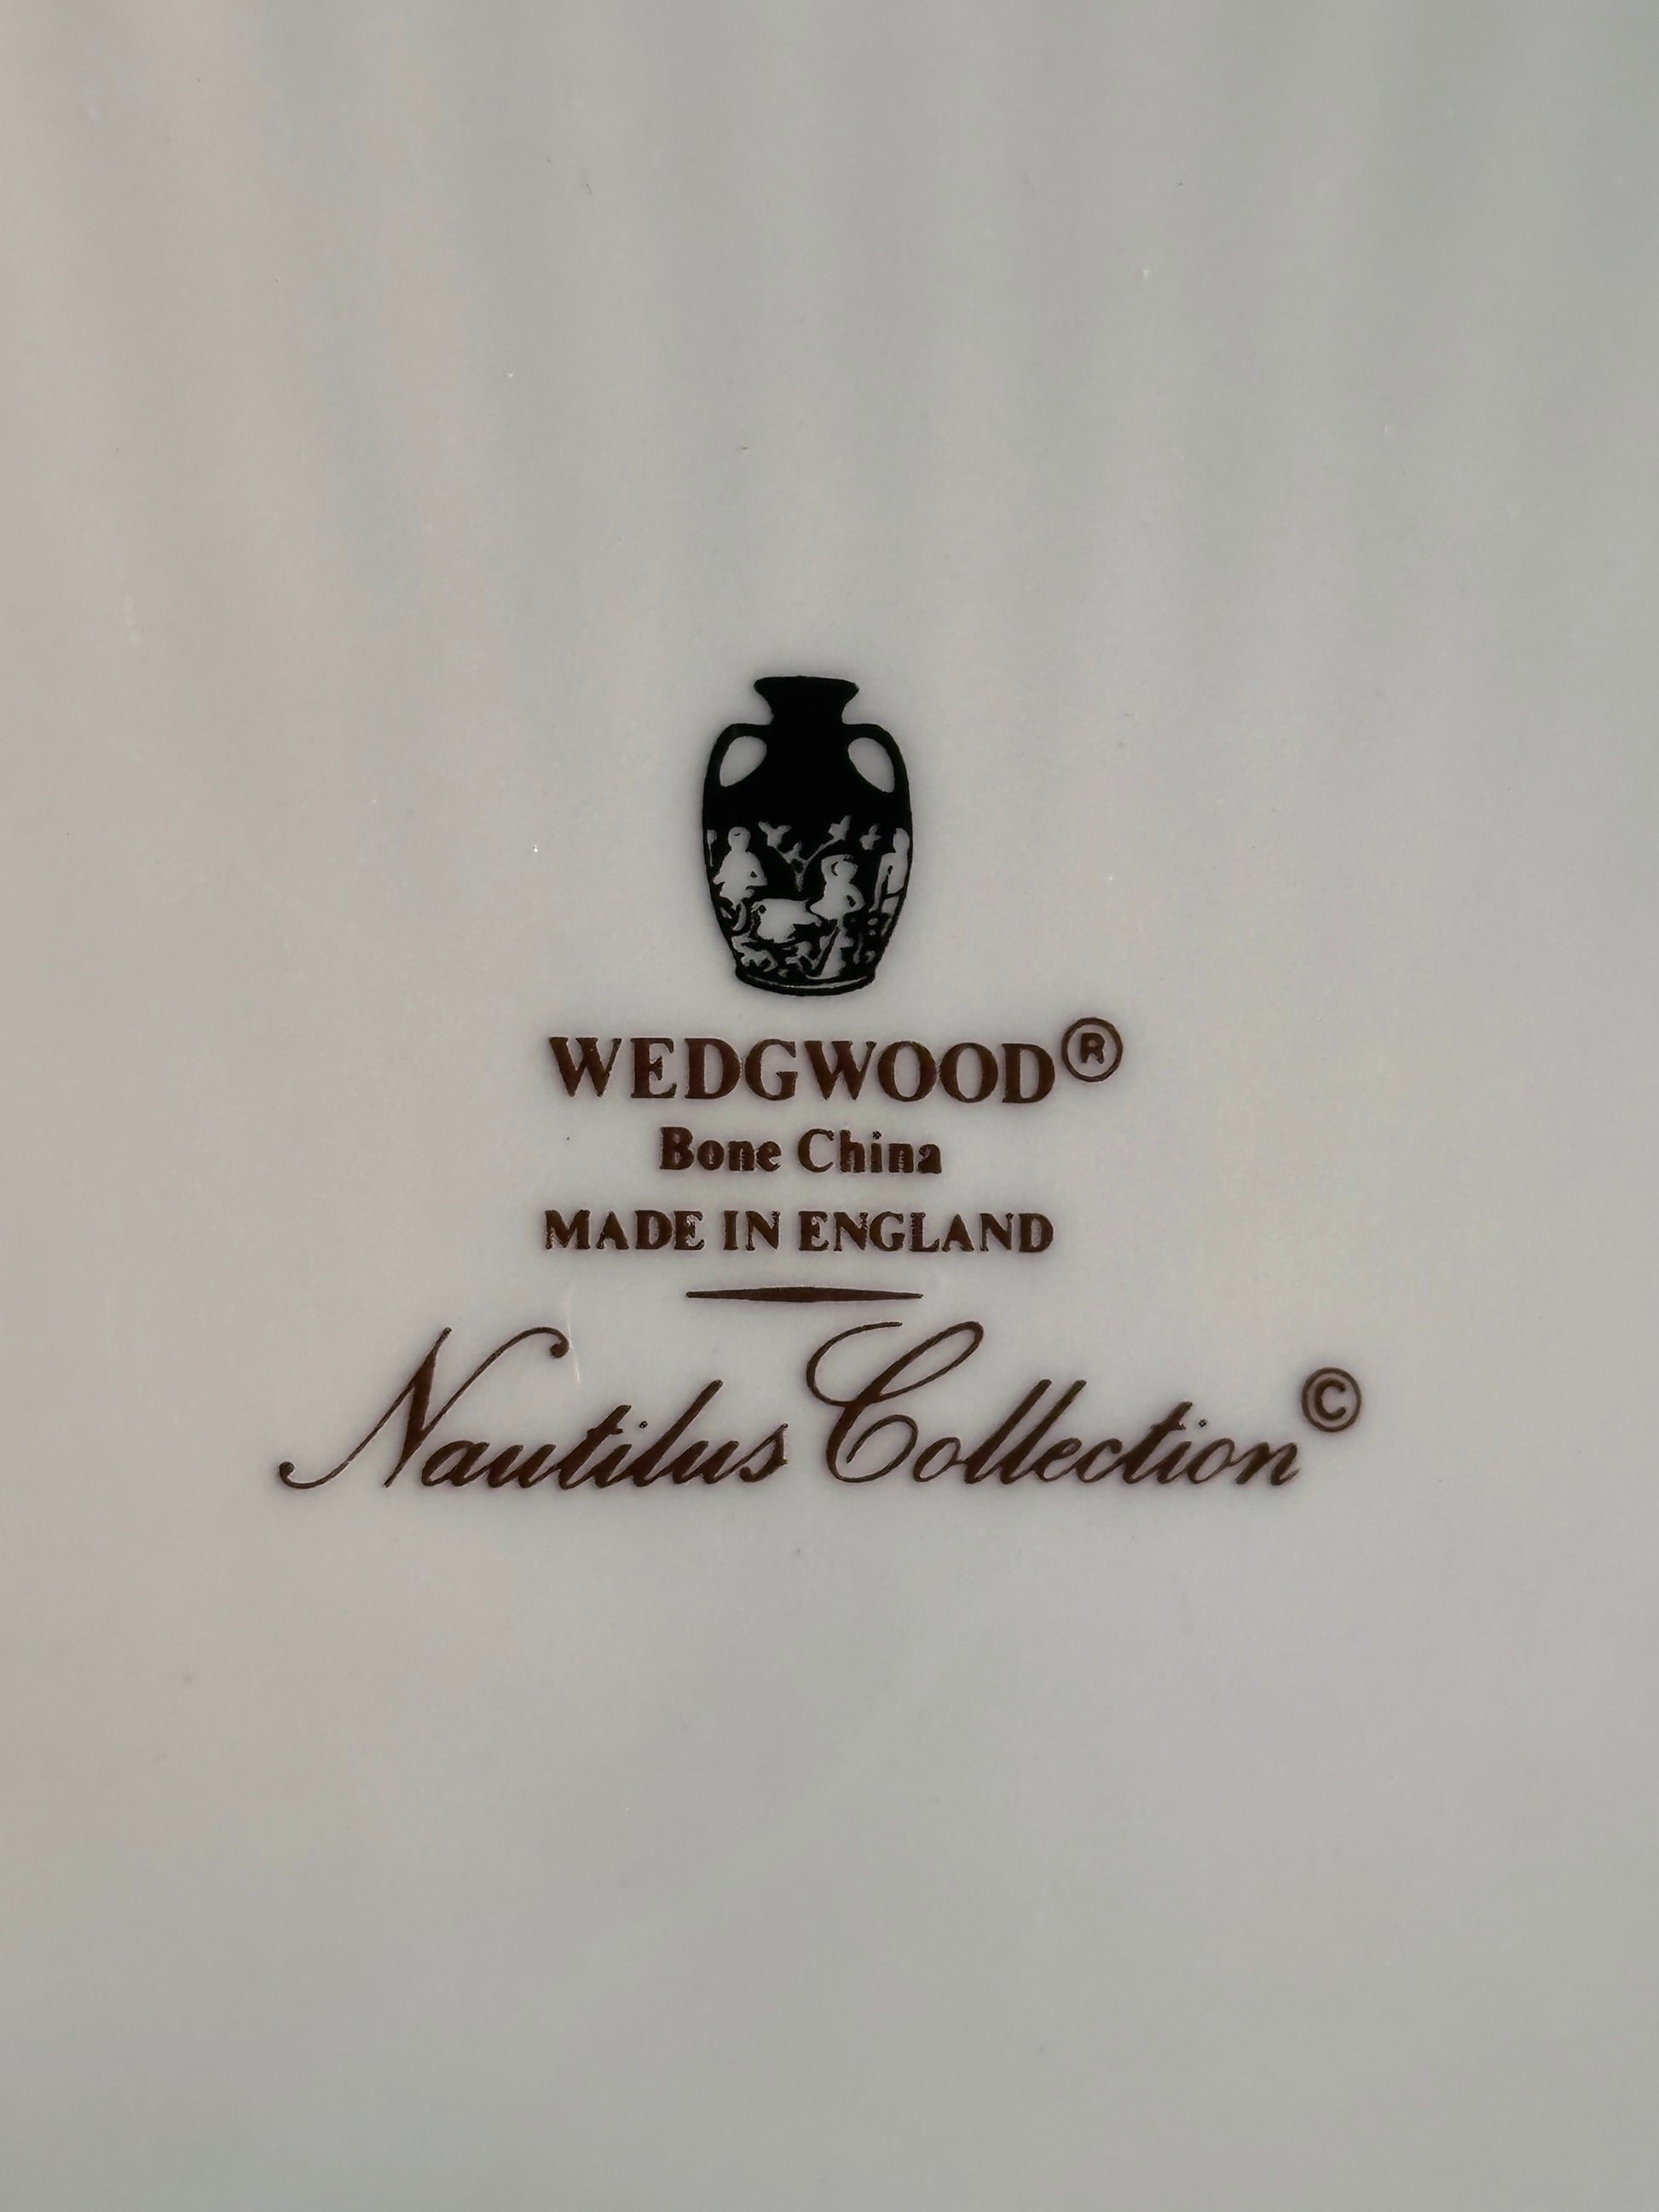 WEDGWOOD®
Bone China
MADE IN ENGLAND
Nautilus Collection©